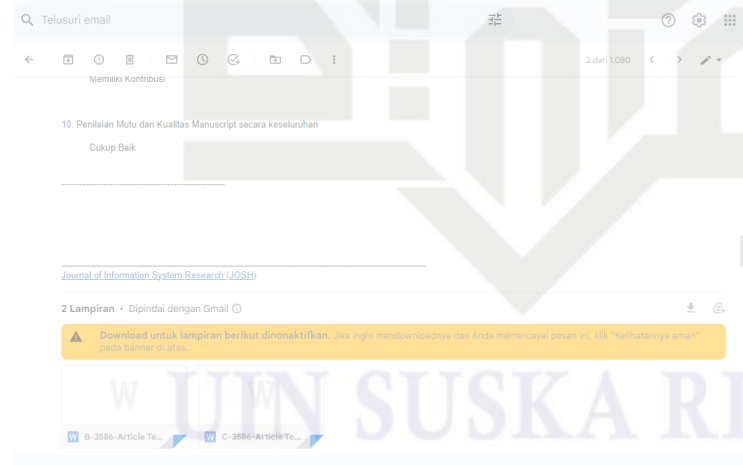 Telusuri email
2 dari 1.080
Memiliki Kontribusi
10. Penilaian Mutu dan Kualitas Manuscript secara keseluruhan
Cukup Baik
Journal of Information System Research (JOSH)
2 Lampiran • Dipindai dengan Gmail
Download untuk lampiran berikut dinonaktifkan. Jika ingin mendownloadnya dan Anda memercayai pesan ini, klik "Kelihatannya aman"
pada banner di atas.
W W
UIN SUSKA RI
W B-3586-Article Te... W C-3586-Article Te...